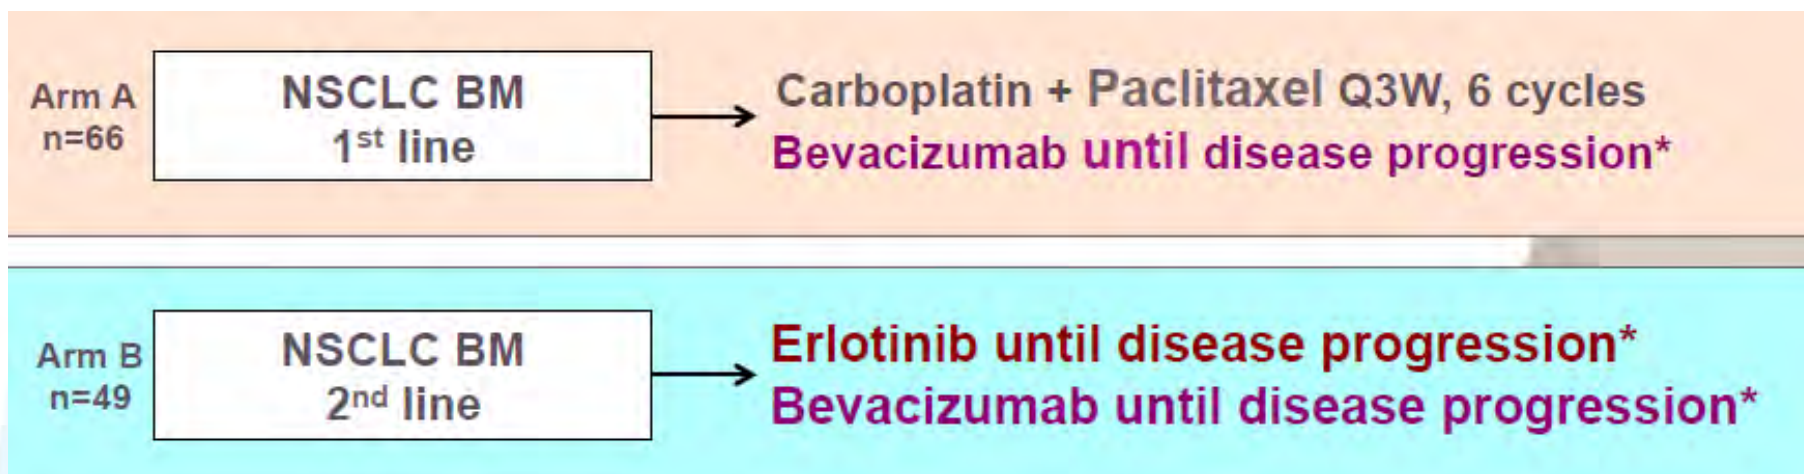 Arm A
n=66
NSCLC BM
1st line
Carboplatin + Paclitaxel Q3W, 6 cycles
Bevacizumab until disease progression*
Arm B
n=49
NSCLC BM
2nd line
Erlotinib until disease progression*
Bevacizumab until disease progression*